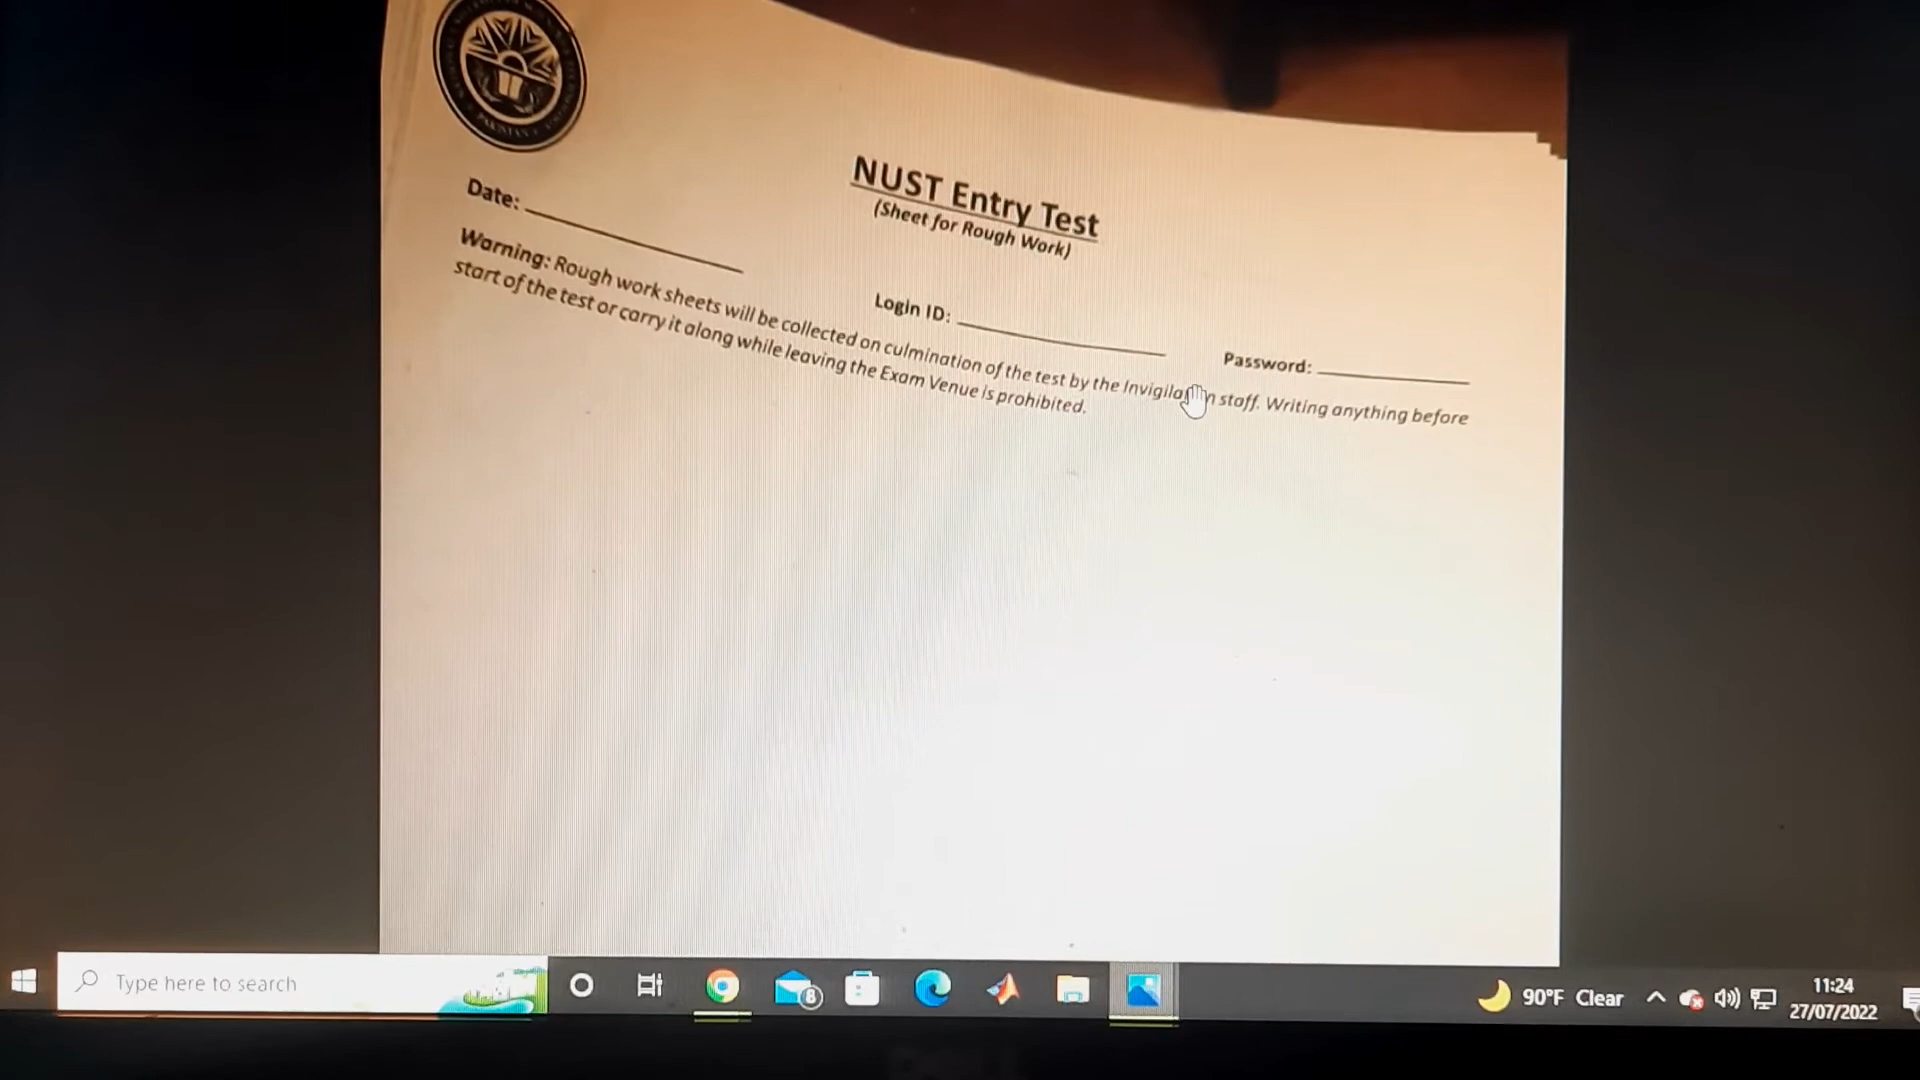 PAKISTAN
NUST Entry Test
(Sheet for Rough Work)
Date:
Login ID:
Password:
Warning: Rough work sheets will be collected on culmination of the test by the staff. Writing anything before
start of the test or carry it along while leaving the Exam Venue is prohibited.
Type here to search
8
90°F Clear
11:24
27/07/2022